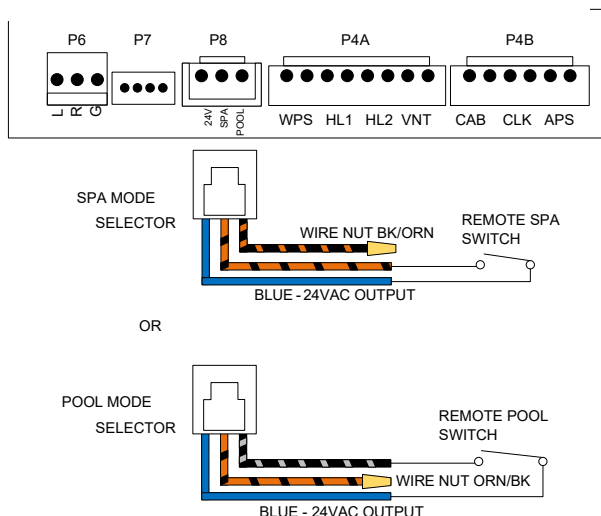 P6 P7 P8 P4A P4B
L R G 24V SPA POOL WPS HL1 HL2 VNT CAB CLK APS
SPA MODE
SELECTOR
WIRE NUT BK/ORN
REMOTE SPA
SWITCH
BLUE - 24VAC OUTPUT
OR
POOL MODE
SELECTOR
REMOTE POOL
SWITCH
WIRE NUT ORN/BK
BLUE - 24VAC OUTPUT